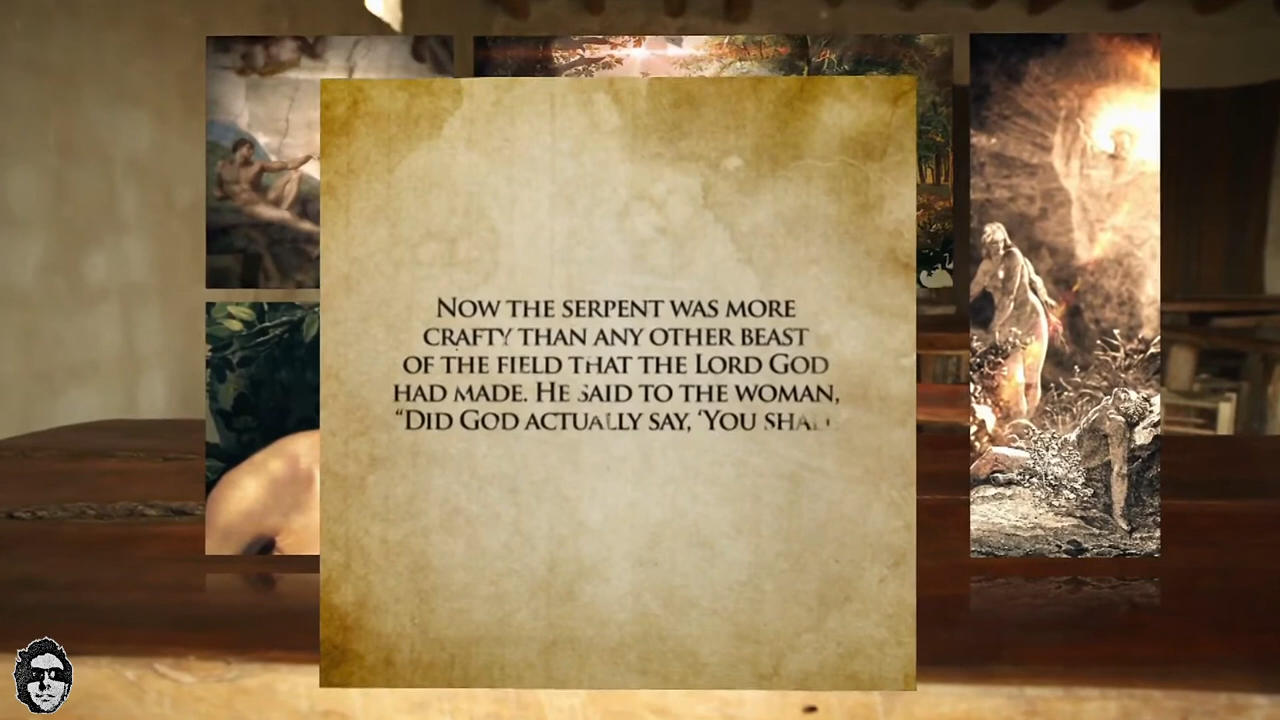 Now the serpent was more
crafty than any other beast
of the field that the Lord God
had made. He said to the woman,
“Did God actually say, ‘You